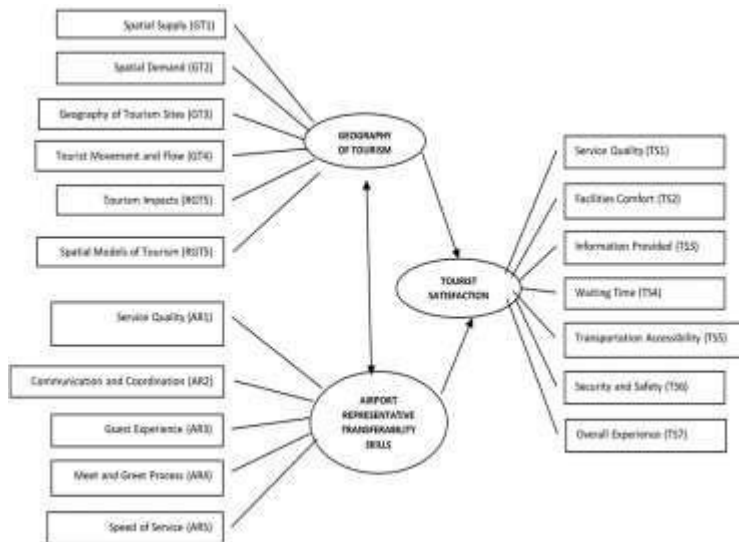 Spatial Supply (GT1)
Spatial Demand (GT2)
Geography of Tourism Sites (GT3)
Tourist Movement and Flow (GT4)
Tourism Impacts (RGT5)
Spatial Models of Tourism (RGT5)
GEOGRAPHY
OF TOURISM
Service Quality (AR1)
Communication and Coordination (AR2)
Guest Experience (AR3)
Meet and Greet Process (AR4)
Speed of Service (AR5)
AIRPORT
REPRESENTATIVE
TRANSFERABILITY
SKILLS
TOURIST
SATISFACTION
Service Quality (TS1)
Facilities Comfort (TS2)
Information Provided (TS3)
Waiting Time (TS4)
Transportation Accessibility (TS5)
Security and Safety (TS6)
Overall Experience (TS7)